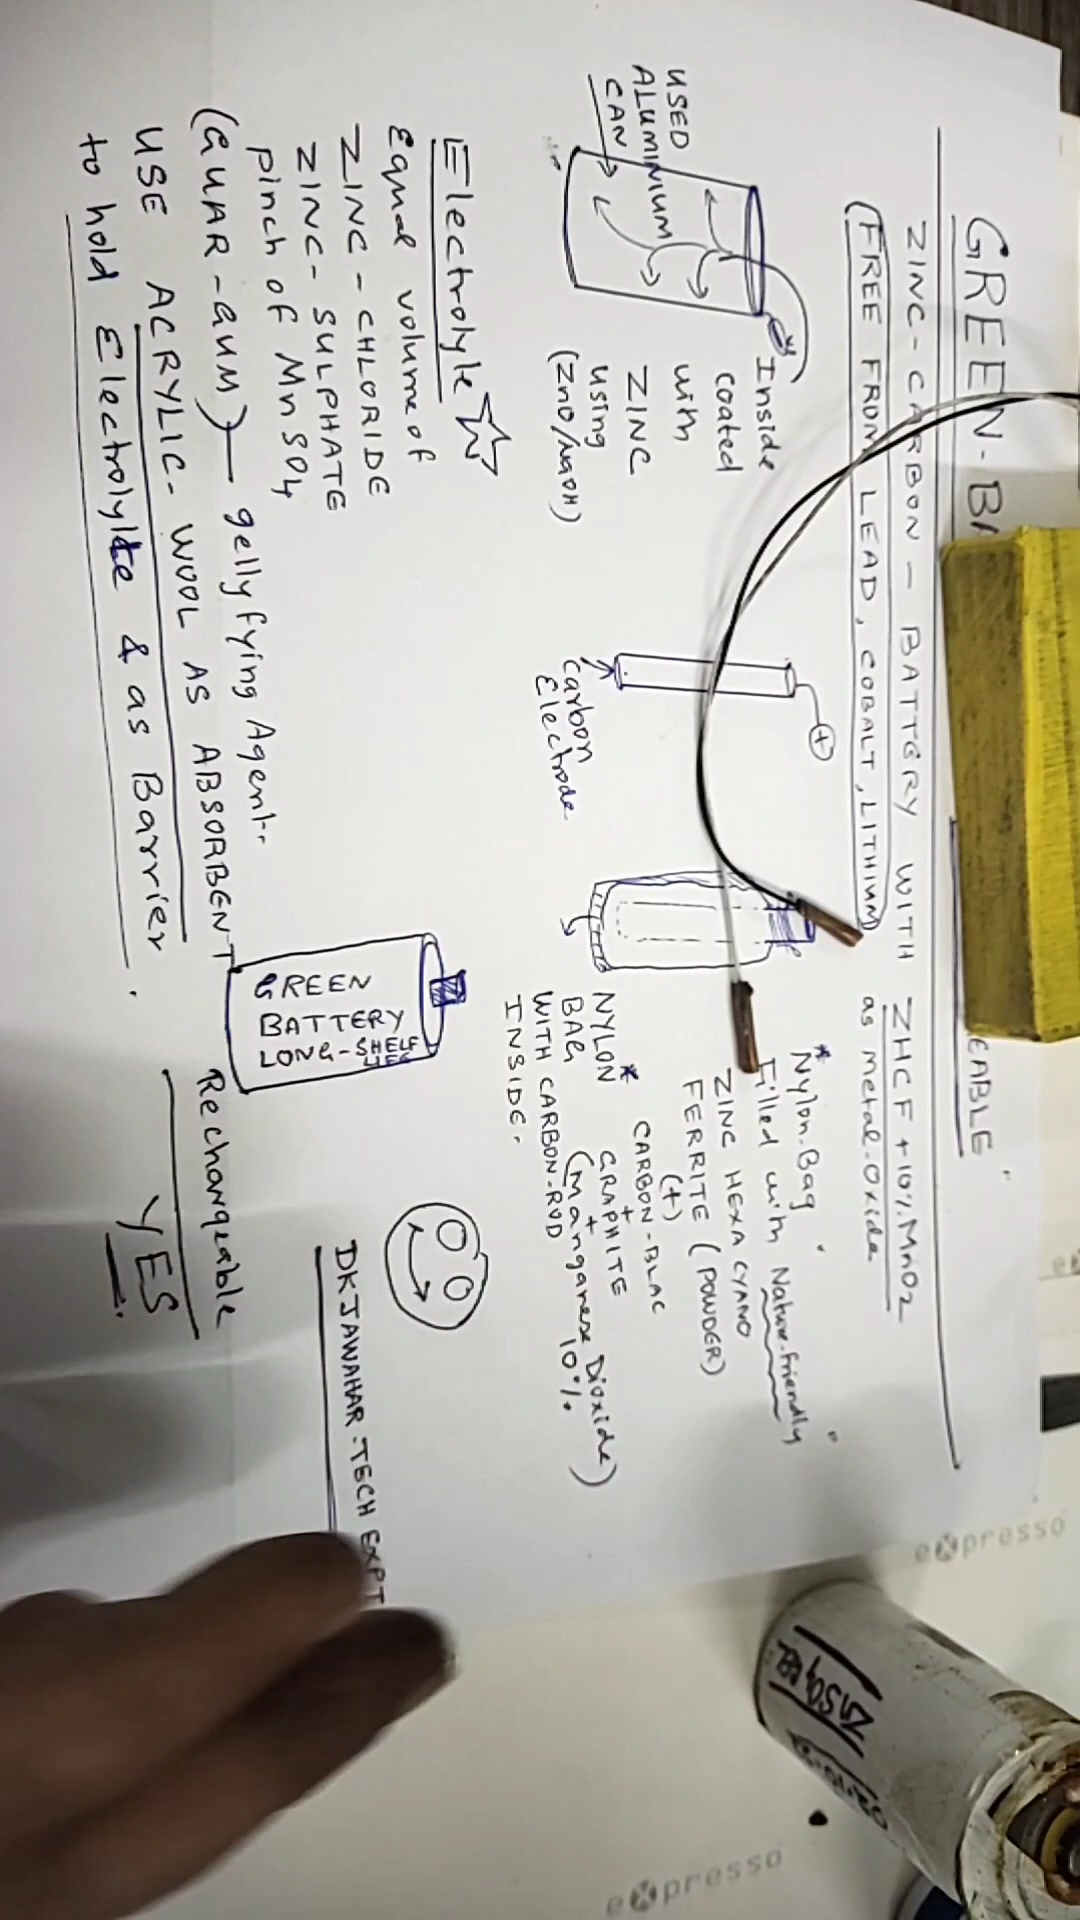 GREEN-BA
EABLE"
ZINC-CARBON-BATTERY WITH ZHCF+10% MnO2
(FREE FROM LEAD, COBALT, LITHIUM)
as metal-Oxide
USED
ALUMINIUM
CAN
Inside
coated
with
ZINC
using
(ZnO/NaOH)
+
Carbon
Electrode
*
Nylon-Bag
Filled with Nature-friendly"
ZINC HEXA CYANO
FERRITE (POWDER)
(+)
CARBON-BLAC
+
GRAPHITE
+
(Manganese Dioxide)
10%
NYLON*
BAG
WITH CARBON-ROD
INSIDE.
Electrolyte
Equal volume of
ZINC-CHLORIDE
ZINC-SULPHATE
pinch of MnSO4
(GUAR-GUM) — gellyfying Agent.
USE ACRYLIC-WOOL AS ABSORBENT
to hold Electrolyte & as Barrier.
GREEN
BATTERY
LONG-SHELF
Rechargeable
YES.
DKJAWAHAR-TECH EXPT
expresso
expresso